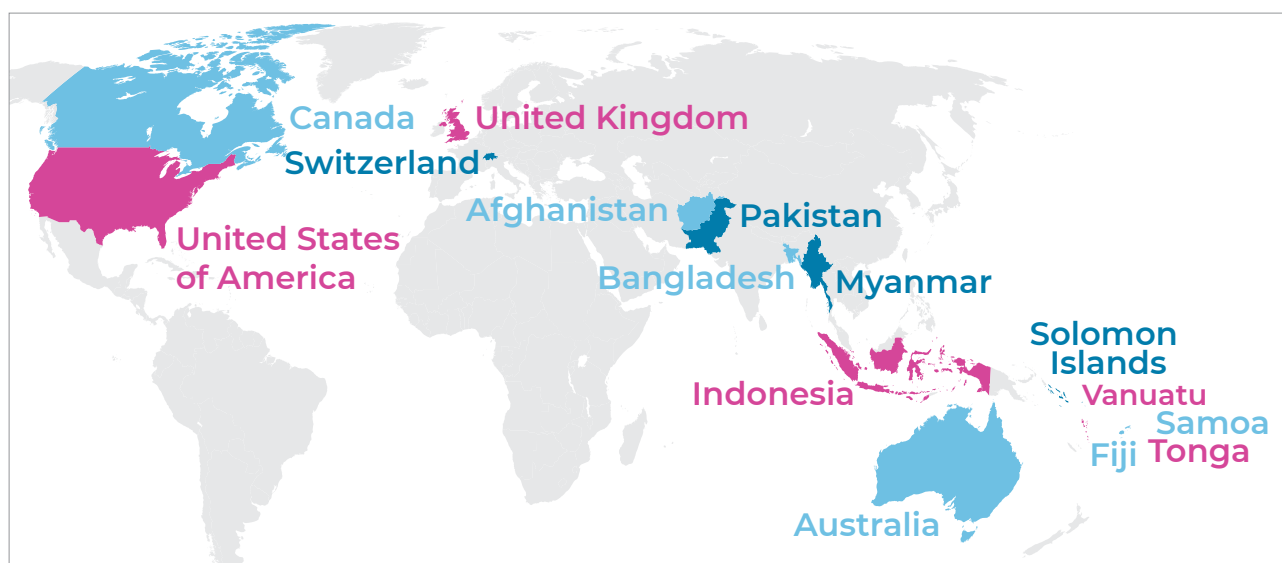 Canada
United Kingdom
Switzerland
Afghanistan
Pakistan
United States
of America
Bangladesh
Myanmar
Solomon
Islands
Indonesia
Vanuatu
Samoa
Fiji
Tonga
Australia